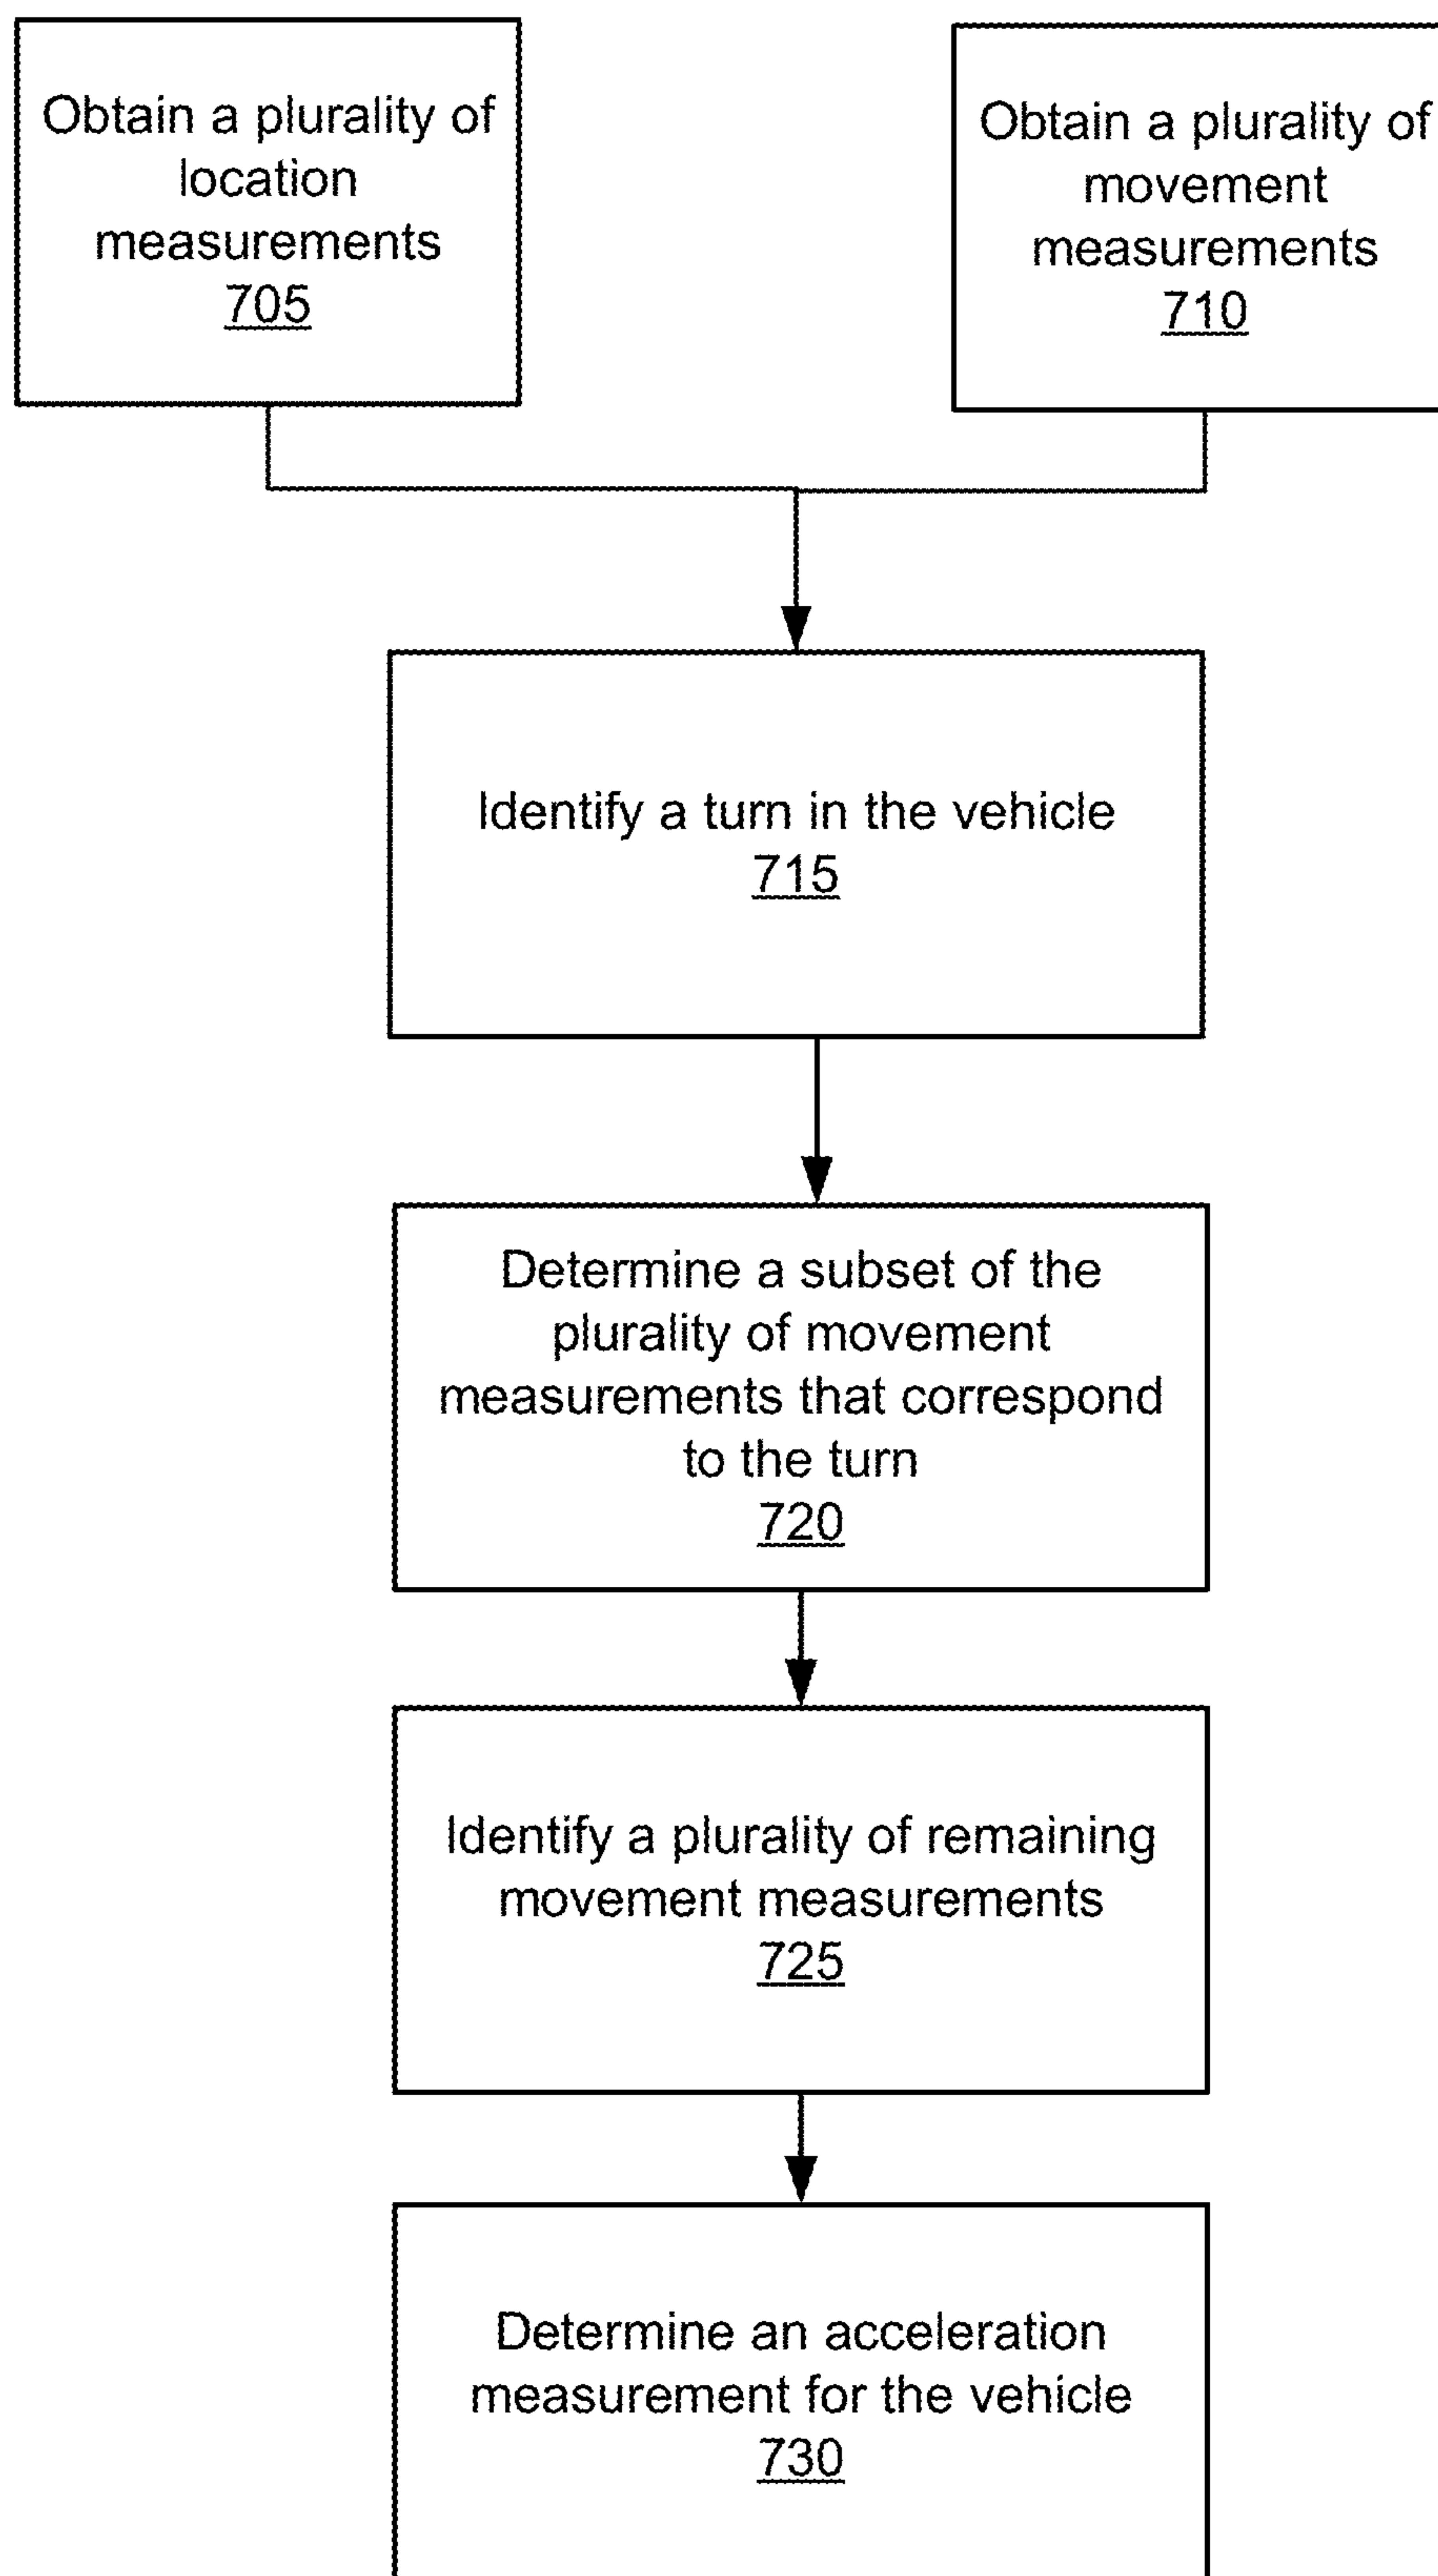 Obtain a plurality of
location
measurements
705
Obtain a plurality of
movement
measurements
710
Identify a turn in the vehicle
715
Determine a subset of the
plurality of movement
measurements that correspond
to the turn
720
Identify a plurality of remaining
movement measurements
725
Determine an acceleration
measurement for the vehicle
730